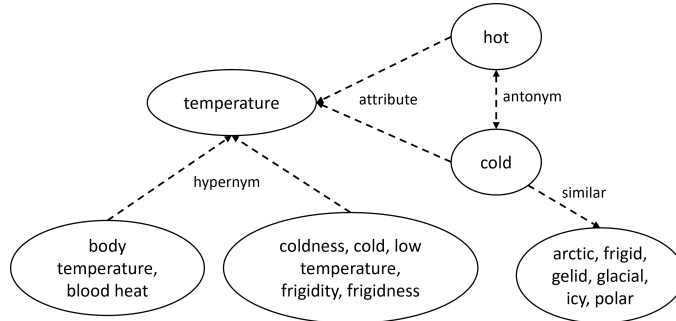 hot
temperature
attribute
antonym
cold
hypernym
similar
body
temperature,
blood heat
coldness, cold, low
temperature,
frigidity, frigidness
arctic, frigid,
gelid, glacial,
icy, polar